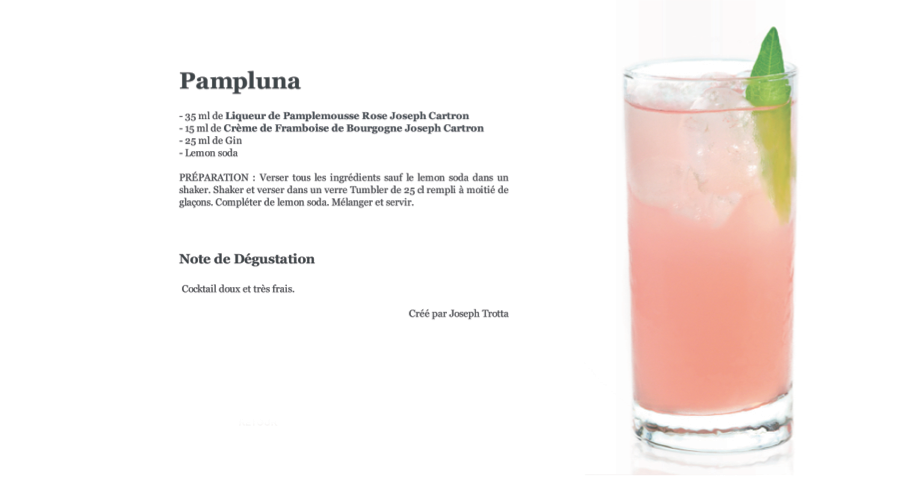 Pampluna
- 35 ml de Liqueur de Pamplemousse Rose Joseph Cartron
- 15 ml de Crème de Framboise de Bourgogne Joseph Cartron
- 25 ml de Gin
- Lemon soda
PRÉPARATION : Verser tous les ingrédients sauf le lemon soda dans un
shaker. Shaker et verser dans un verre Tumbler de 25 cl rempli à moitié de
glaçons. Compléter de lemon soda. Mélanger et servir.
Note de Dégustation
Cocktail doux et très frais.
Créé par Joseph Trotta